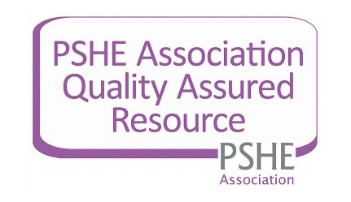 PSHE Association
Quality Assured
Resource
PSHE
Association